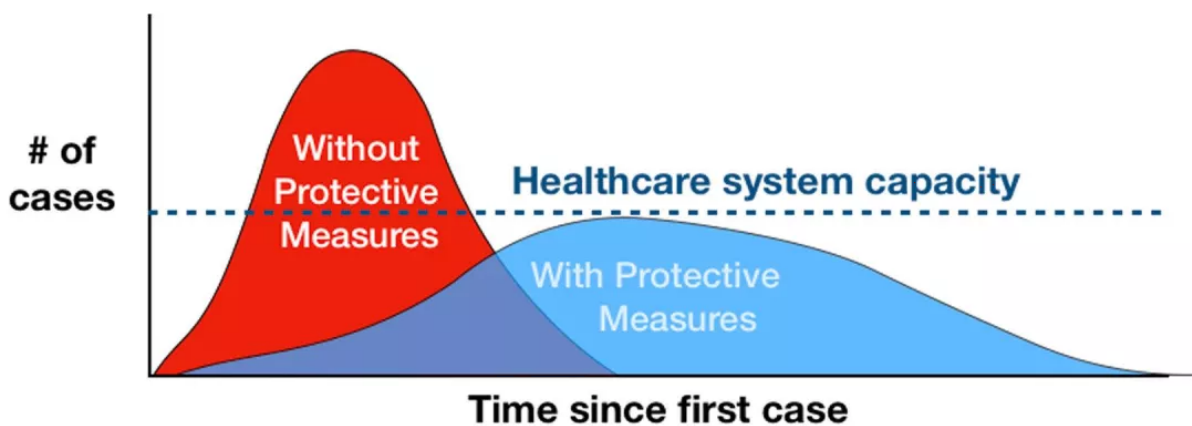 # of
cases
Without
Protective
Measures
Healthcare system capacity
With Protective
Measures
Time since first case